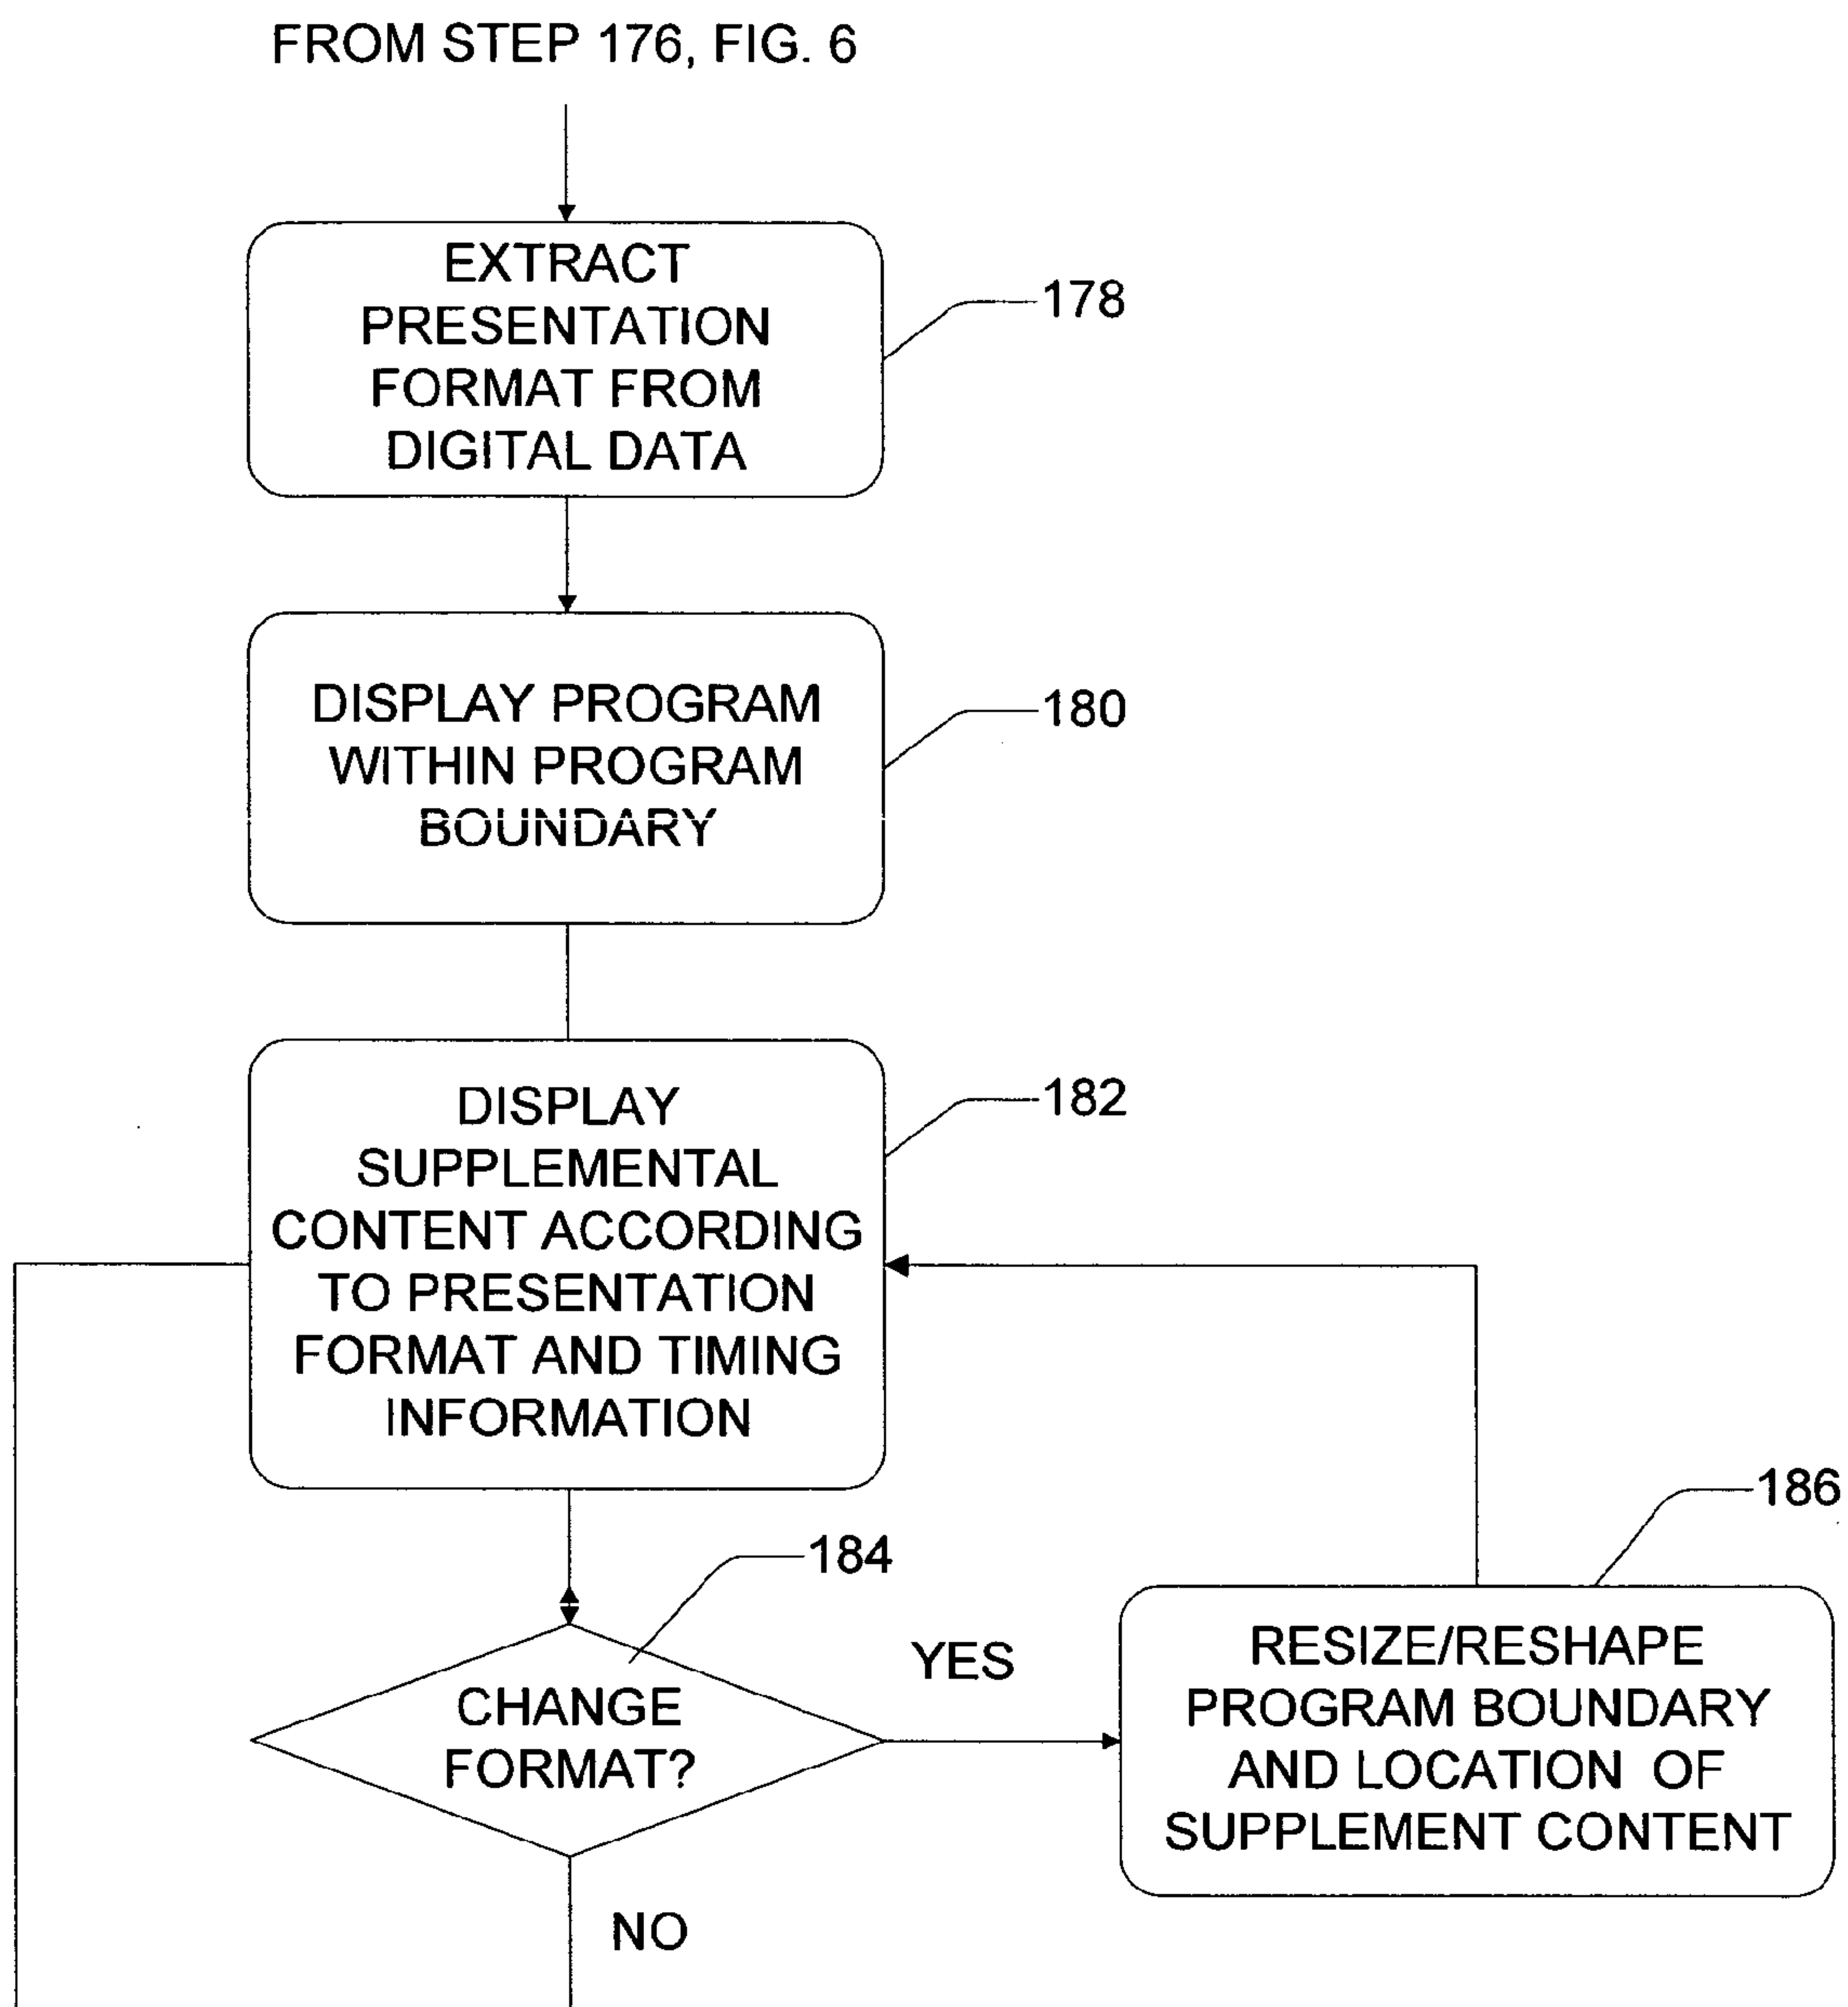 FROM STEP 176, FIG. 6
EXTRACT
PRESENTATION
FORMAT FROM
DIGITAL DATA
178
DISPLAY PROGRAM
WITHIN PROGRAM
BOUNDARY
180
DISPLAY
SUPPLEMENTAL
CONTENT ACCORDING
TO PRESENTATION
FORMAT AND TIMING
INFORMATION
182
184
CHANGE
FORMAT?
YES
186
RESIZE/RESHAPE
PROGRAM BOUNDARY
AND LOCATION OF
SUPPLEMENT CONTENT
NO